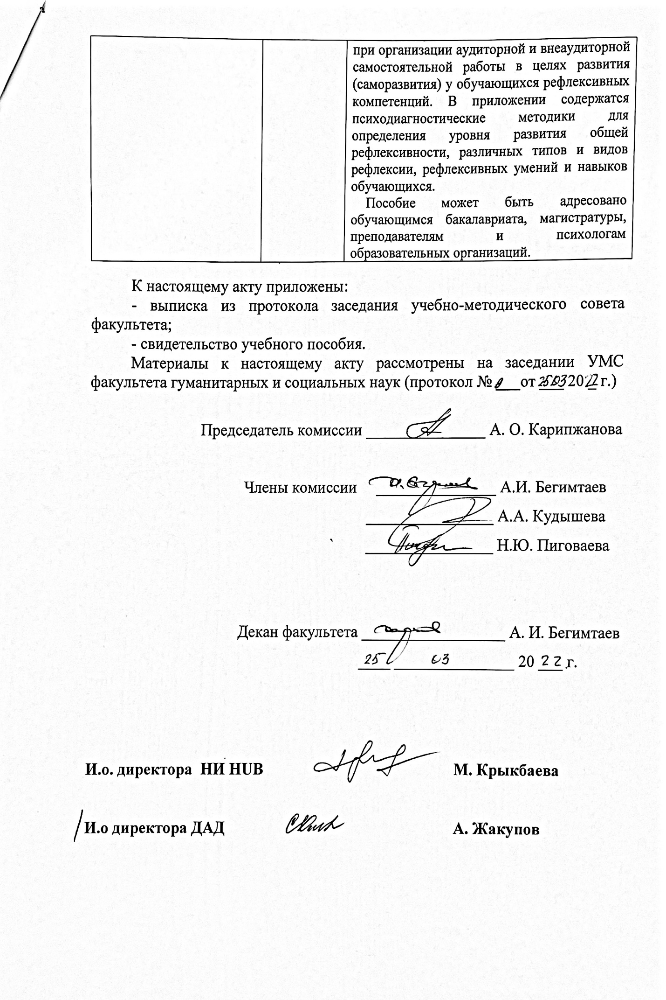 при организации аудиторной и внеаудиторной
самостоятельной работы в целях развития
(саморазвития) у обучающихся рефлексивных
компетенций. В приложении содержатся
психодиагностические методики для
определения уровня развития общей
рефлексивности, различных типов и видов
рефлексии, рефлексивных умений и навыков
обучающихся.
Пособие может быть адресовано
обучающимся бакалавриата, магистратуры,
преподавателям и психологам
образовательных организаций.
К настоящему акту приложены:
- выписка из протокола заседания учебно-методического совета
факультета;
- свидетельство учебного пособия.
Материалы к настоящему акту рассмотрены на заседании УМС
факультета гуманитарных и социальных наук (протокол № от 25.03 2022 г.)
Председатель комиссии А. О. Карипжанова
Члены комиссии А.И. Бегимтаев
А.А. Кудышева
Н.Ю. Пиговаева
Декан факультета А. И. Бегимтаев
25 03 20 22 г.
И.о. директора НИ HUB М. Крыкбаева
И.о директора ДАД А. Жакупов